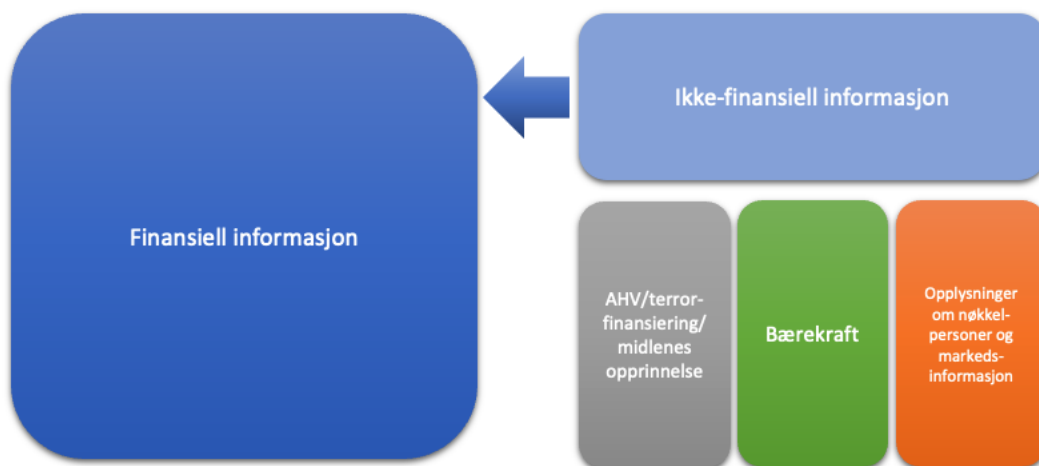 Finansiell informasjon
Ikke-finansiell informasjon
AHV/terror-
finansiering/
midlenes
opprinnelse
Bærekraft
Opplysninger
om nøkkel-
personer og
markeds-
informasjon